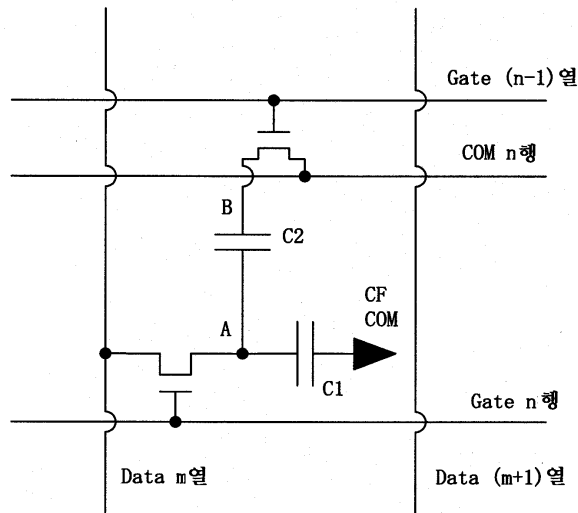 Gate (n-1)열
COM n행
B
C2
CF
COM
A
C1
Gate n행
Data m열
Data (m+1)열